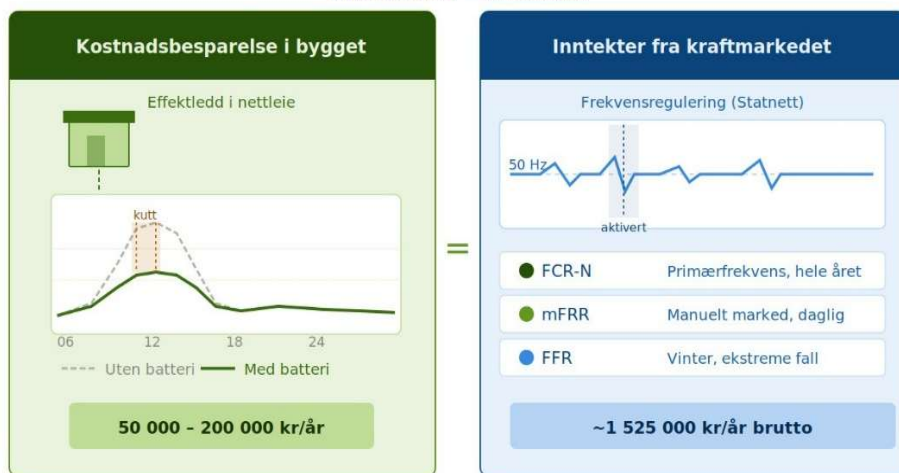 Kostnadsbesparelse i bygget
Effektledd i nettleie
kutt
06 12 18 24
Uten batteri Med batteri
50 000 – 200 000 kr/år
=
Inntekter fra kraftmarkedet
Frekvensregulering (Statnett)
50 Hz
aktivert
FCR-N Primærfrekvens, hele året
mFRR Manuelt marked, daglig
FFR Vinter, ekstreme fall
~1 525 000 kr/år brutto